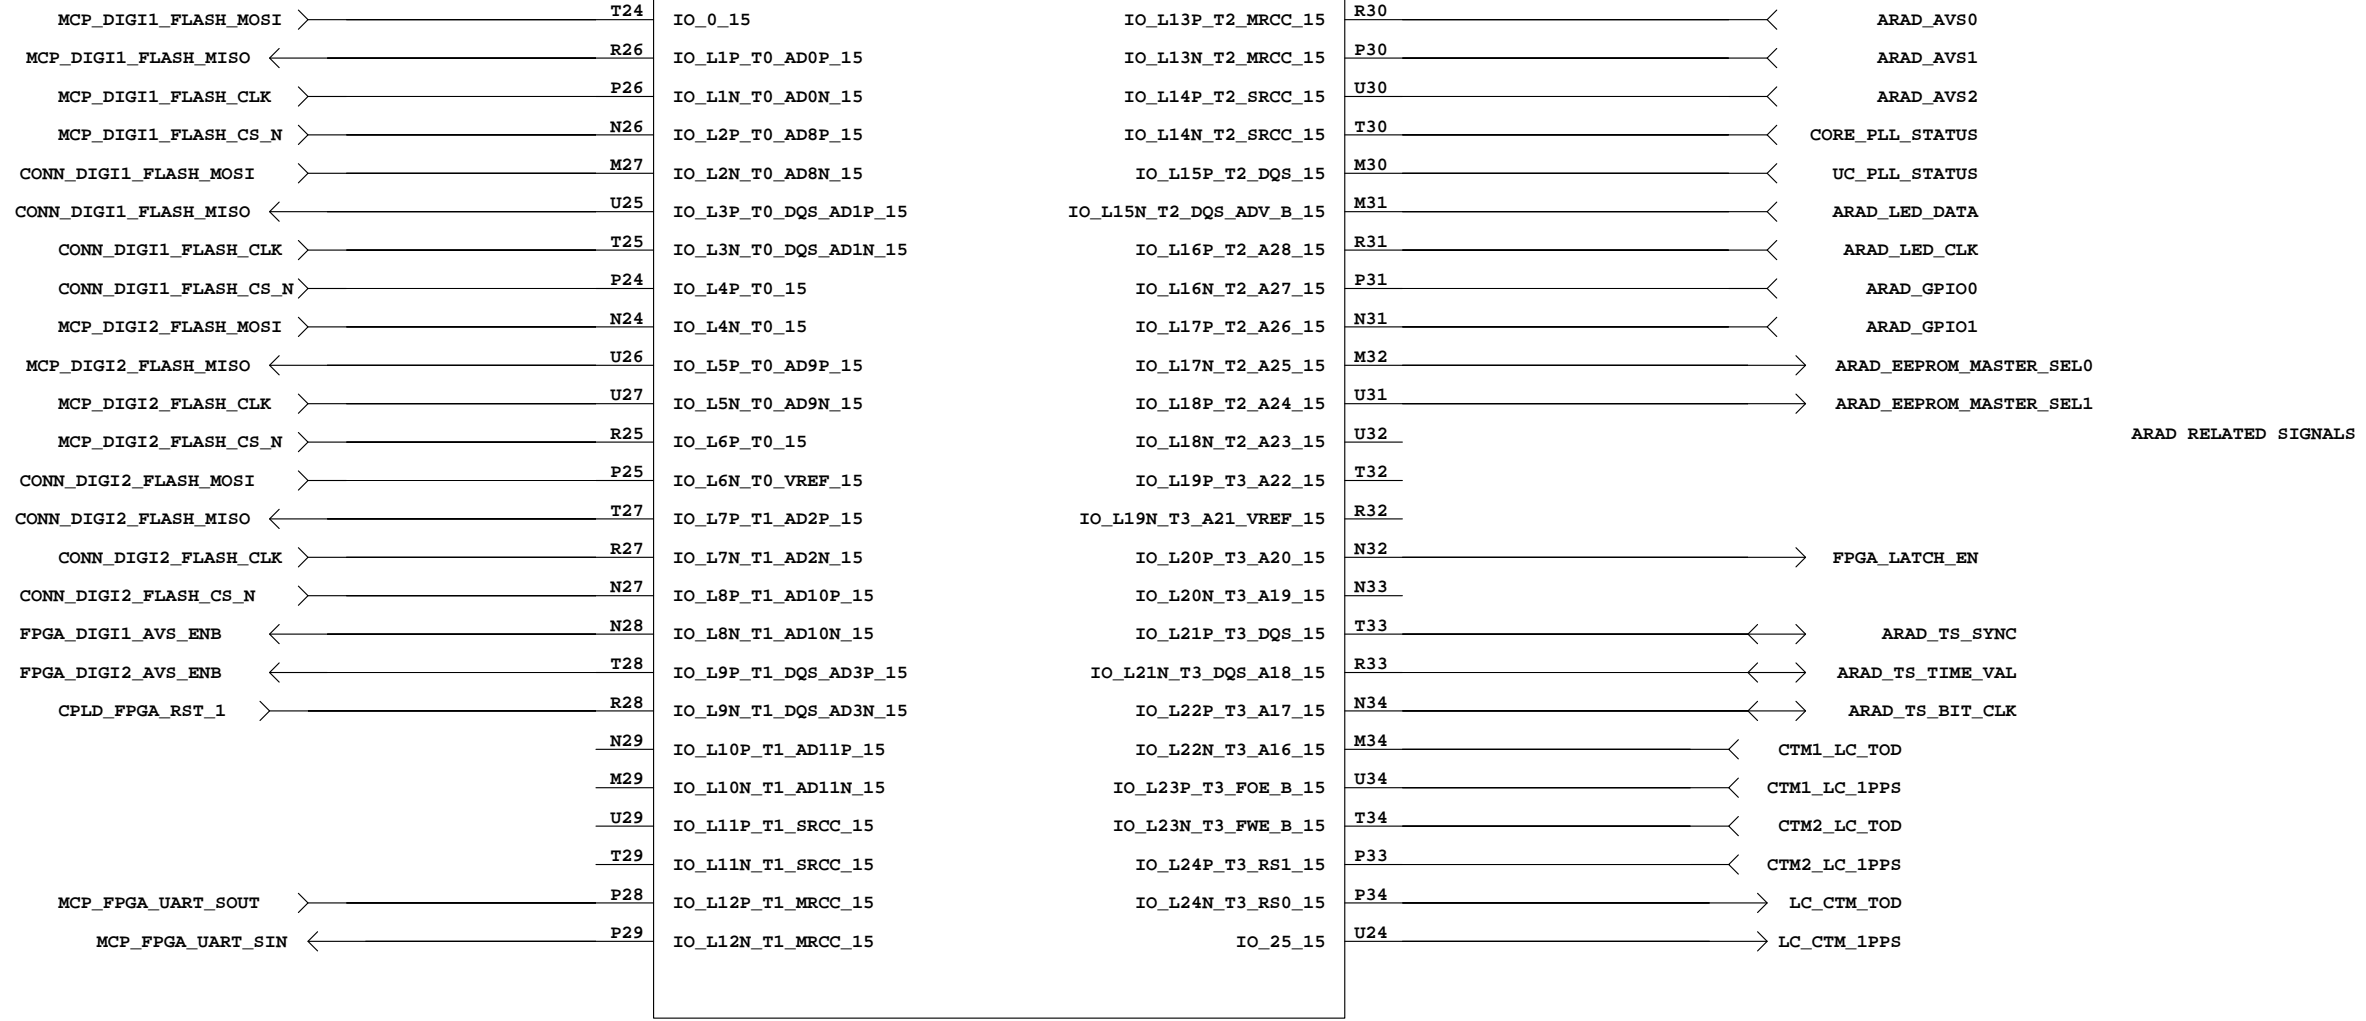 MCP_DIGI1_FLASH_MOSI T24 IO_0_15 IO_L13P_T2_MRCC_15 R30 ARAD_AVS0
MCP_DIGI1_FLASH_MISO R26 IO_L1P_T0_AD0P_15 IO_L13N_T2_MRCC_15 P30 ARAD_AVS1
MCP_DIGI1_FLASH_CLK P26 IO_L1N_T0_AD0N_15 IO_L14P_T2_SRCC_15 U30 ARAD_AVS2
MCP_DIGI1_FLASH_CS_N N26 IO_L2P_T0_AD8P_15 IO_L14N_T2_SRCC_15 T30 CORE_PLL_STATUS
CONN_DIGI1_FLASH_MOSI M27 IO_L2N_T0_AD8N_15 IO_L15P_T2_DQS_15 M30 UC_PLL_STATUS
CONN_DIGI1_FLASH_MISO U25 IO_L3P_T0_DQS_AD1P_15 IO_L15N_T2_DQS_ADV_B_15 M31 ARAD_LED_DATA
CONN_DIGI1_FLASH_CLK T25 IO_L3N_T0_DQS_AD1N_15 IO_L16P_T2_A28_15 R31 ARAD_LED_CLK
CONN_DIGI1_FLASH_CS_N P24 IO_L4P_T0_15 IO_L16N_T2_A27_15 P31 ARAD_GPIO0
MCP_DIGI2_FLASH_MOSI N24 IO_L4N_T0_15 IO_L17P_T2_A26_15 N31 ARAD_GPIO1
MCP_DIGI2_FLASH_MISO U26 IO_L5P_T0_AD9P_15 IO_L17N_T2_A25_15 M32 ARAD_EEPROM_MASTER_SEL0
MCP_DIGI2_FLASH_CLK U27 IO_L5N_T0_AD9N_15 IO_L18P_T2_A24_15 U31 ARAD_EEPROM_MASTER_SEL1
MCP_DIGI2_FLASH_CS_N R25 IO_L6P_T0_15 IO_L18N_T2_A23_15 U32 ARAD RELATED SIGNALS
CONN_DIGI2_FLASH_MOSI P25 IO_L6N_T0_VREF_15 IO_L19P_T3_A22_15 T32
CONN_DIGI2_FLASH_MISO T27 IO_L7P_T1_AD2P_15 IO_L19N_T3_A21_VREF_15 R32
CONN_DIGI2_FLASH_CLK R27 IO_L7N_T1_AD2N_15 IO_L20P_T3_A20_15 N32 FPGA_LATCH_EN
CONN_DIGI2_FLASH_CS_N N27 IO_L8P_T1_AD10P_15 IO_L20N_T3_A19_15 N33
FPGA_DIGI1_AVS_ENB N28 IO_L8N_T1_AD10N_15 IO_L21P_T3_DQS_15 T33 ARAD_TS_SYNC
FPGA_DIGI2_AVS_ENB T28 IO_L9P_T1_DQS_AD3P_15 IO_L21N_T3_DQS_A18_15 R33 ARAD_TS_TIME_VAL
CPLD_FPGA_RST_1 R28 IO_L9N_T1_DQS_AD3N_15 IO_L22P_T3_A17_15 N34 ARAD_TS_BIT_CLK
N29 IO_L10P_T1_AD11P_15 IO_L22N_T3_A16_15 M34 CTM1_LC_TOD
M29 IO_L10N_T1_AD11N_15 IO_L23P_T3_FOE_B_15 U34 CTM1_LC_1PPS
U29 IO_L11P_T1_SRCC_15 IO_L23N_T3_FWE_B_15 T34 CTM2_LC_TOD
T29 IO_L11N_T1_SRCC_15 IO_L24P_T3_RS1_15 P33 CTM2_LC_1PPS
MCP_FPGA_UART_SOUT P28 IO_L12P_T1_MRCC_15 IO_L24N_T3_RS0_15 P34 LC_CTM_TOD
MCP_FPGA_UART_SIN P29 IO_L12N_T1_MRCC_15 IO_25_15 U24 LC_CTM_1PPS